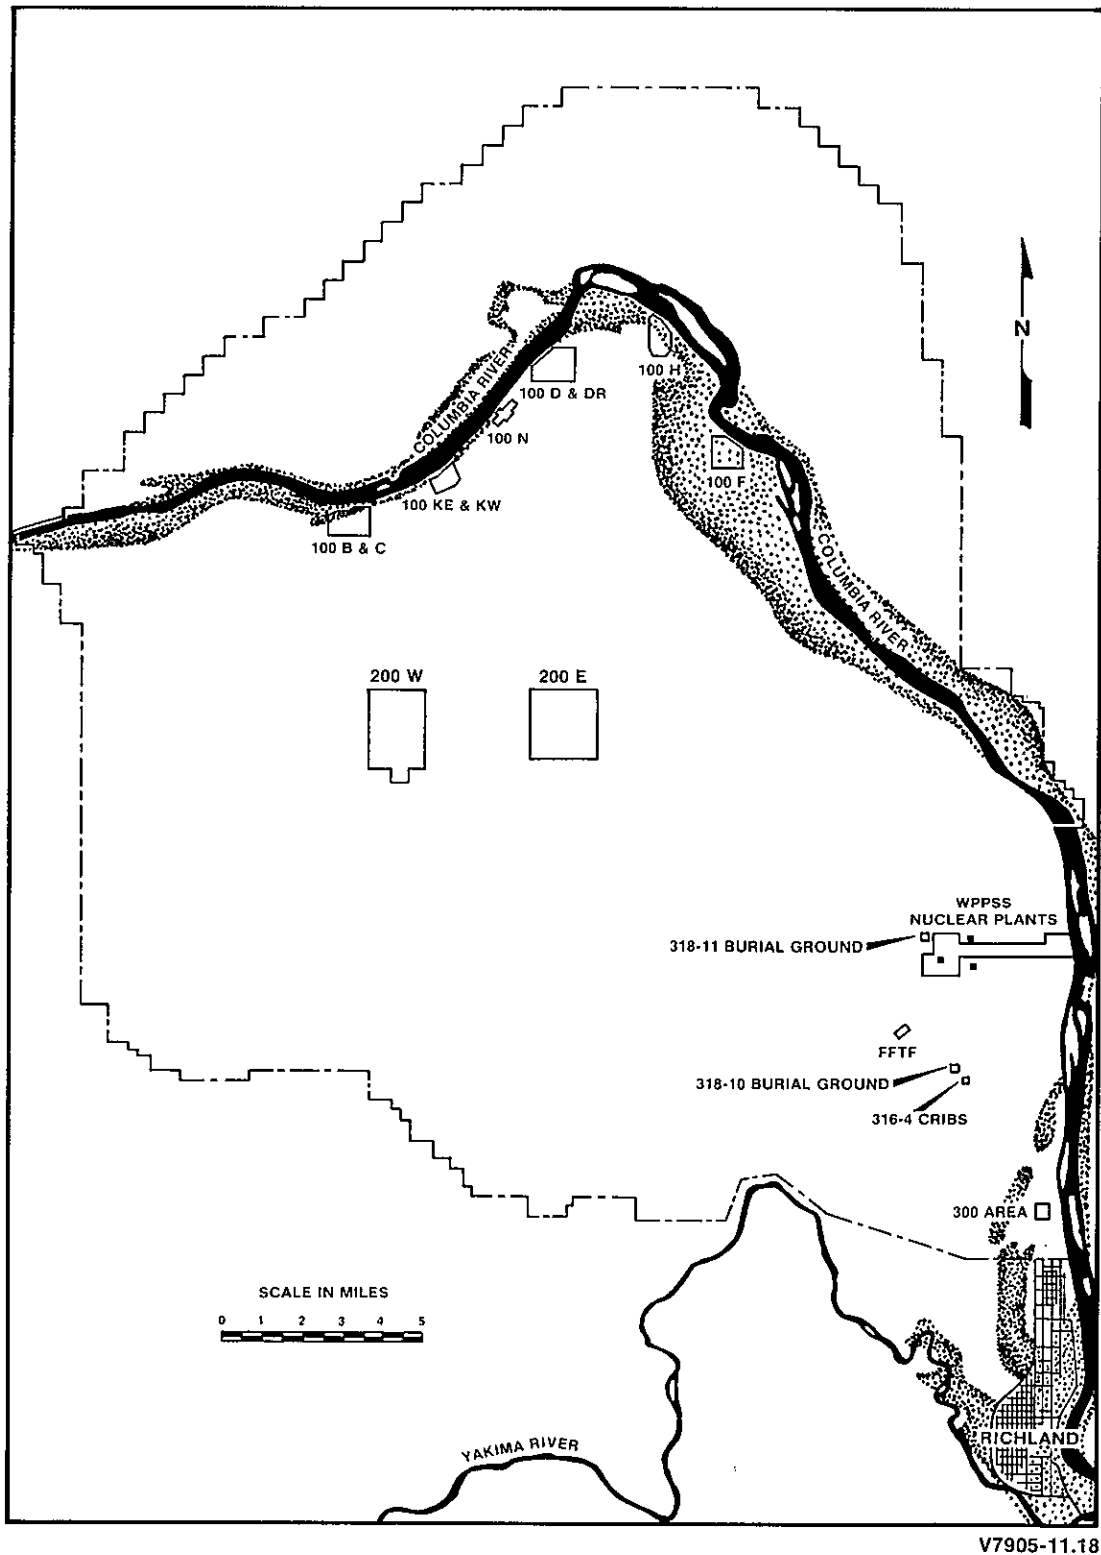 N
COLUMBIA RIVER
100 H
100 D & DR
100 N
100 F
100 KE & KW
100 B & C
COLUMBIA RIVER
200 W
200 E
WPPSS
NUCLEAR PLANTS
318-11 BURIAL GROUND
FFTF
318-10 BURIAL GROUND
316-4 CRIBS
300 AREA
SCALE IN MILES
0 1 2 3 4 5
RICHLAND
YAKIMA RIVER
V7905-11.18